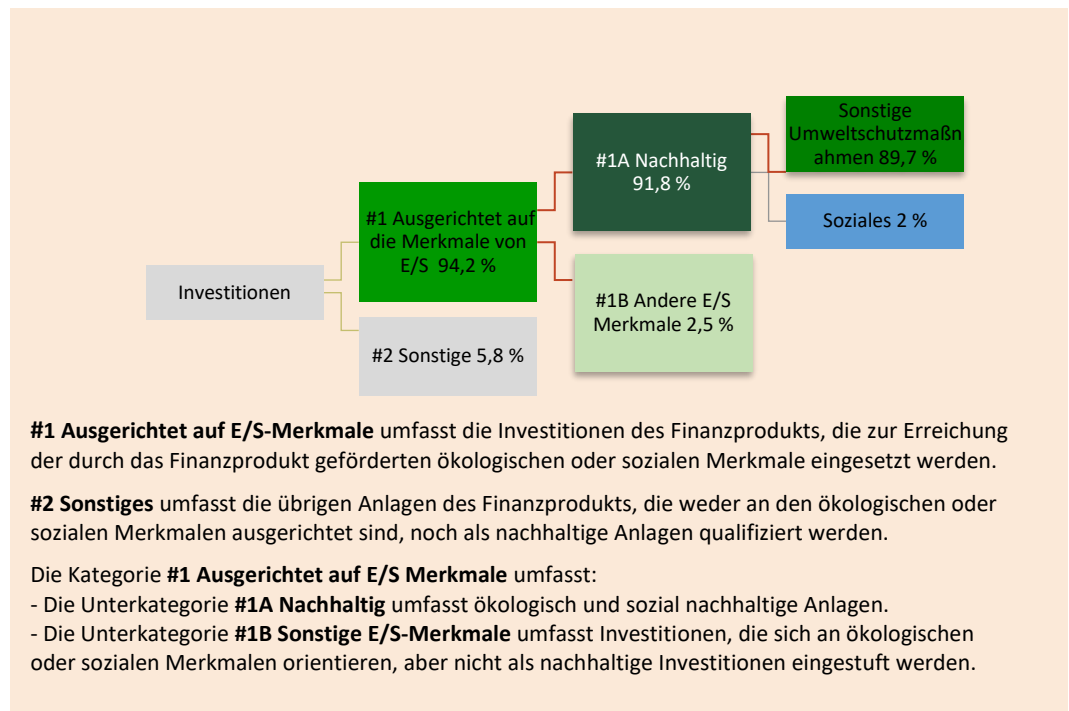 Sonstige
Umweltschutzmaßn
ahmen 89,7 %
#1A Nachhaltig
91,8 %
Soziales 2 %
#1 Ausgerichtet auf
die Merkmale von
E/S 94,2 %
Investitionen
#1B Andere E/S
Merkmale 2,5 %
#2 Sonstige 5,8 %
#1 Ausgerichtet auf E/S-Merkmale umfasst die Investitionen des Finanzprodukts, die zur Erreichung
der durch das Finanzprodukt geförderten ökologischen oder sozialen Merkmale eingesetzt werden.
#2 Sonstiges umfasst die übrigen Anlagen des Finanzprodukts, die weder an den ökologischen oder
sozialen Merkmalen ausgerichtet sind, noch als nachhaltige Anlagen qualifiziert werden.
Die Kategorie #1 Ausgerichtet auf E/S Merkmale umfasst:
- Die Unterkategorie #1A Nachhaltig umfasst ökologisch und sozial nachhaltige Anlagen.
- Die Unterkategorie #1B Sonstige E/S-Merkmale umfasst Investitionen, die sich an ökologischen
oder sozialen Merkmalen orientieren, aber nicht als nachhaltige Investitionen eingestuft werden.